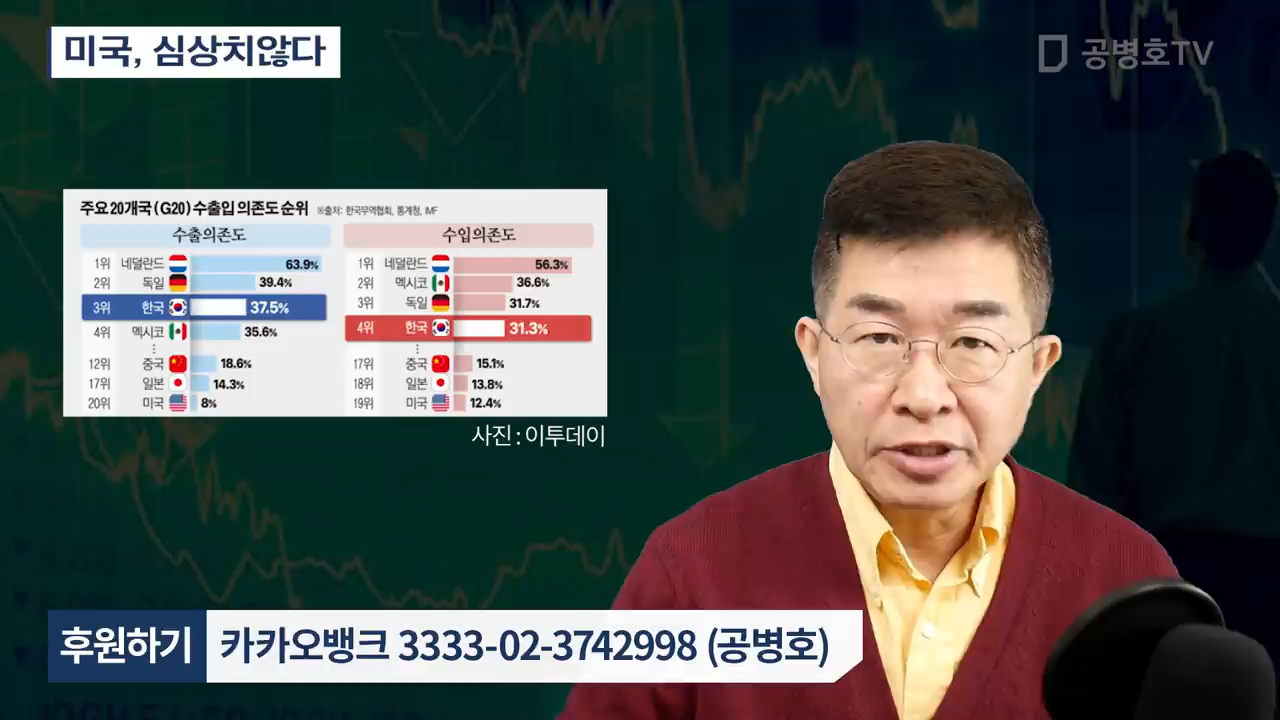 미국, 심상치않다
공병호TV
주요 20개국 (G20) 수출입 의존도 순위 ※출처: 한국무역협회, 통계청, IMF
수출의존도
1위 네덜란드 63.9%
2위 독일 39.4%
3위 한국 37.5%
4위 멕시코 35.6%
⋮
12위 중국 18.6%
17위 일본 14.3%
20위 미국 8%
수입의존도
1위 네덜란드 56.3%
2위 멕시코 36.6%
3위 독일 31.7%
4위 한국 31.3%
⋮
17위 중국 15.1%
18위 일본 13.8%
19위 미국 12.4%
사진 : 이투데이
후원하기 카카오뱅크 3333-02-3742998 (공병호)